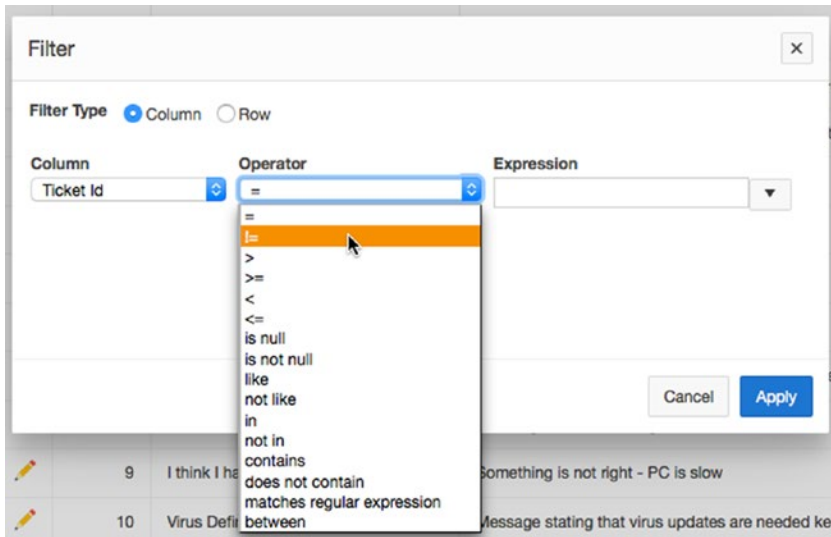 Filter
Filter Type Column Row
Column Operator Expression
Ticket Id =
=
!=
>
>=
<
<=
is null
is not null
like
not like
in
not in
contains
does not contain
matches regular expression
between
Cancel Apply
9 I think I ha Something is not right - PC is slow
10 Virus Defin Message stating that virus updates are needed ke